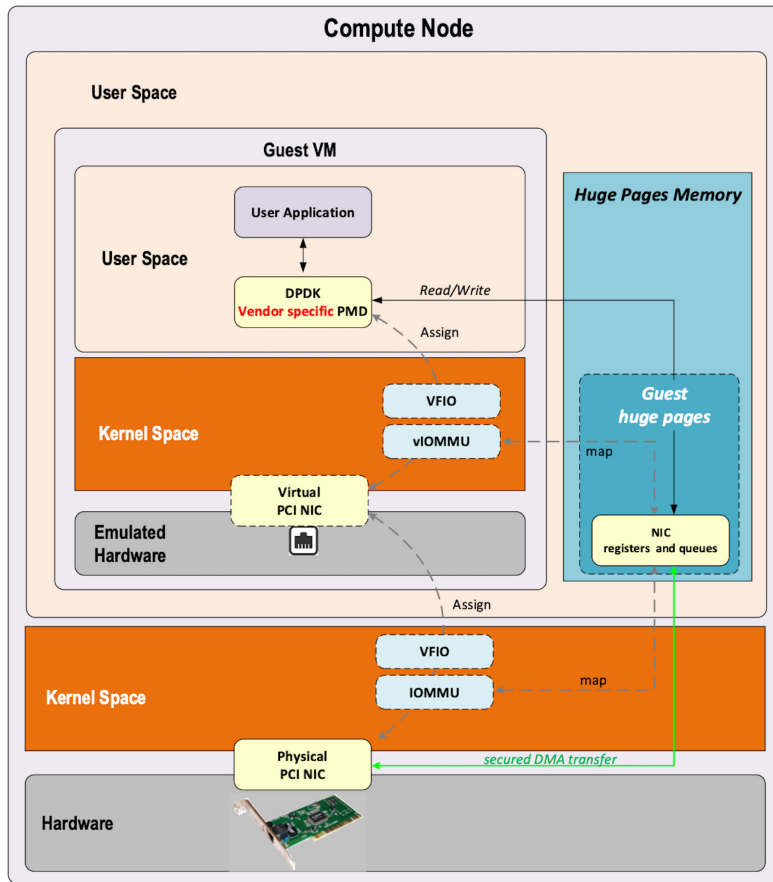 Compute Node
User Space
Guest VM
Huge Pages Memory
User Application
User Space
DPDK
Vendor specific PMD
Read/Write
Assign
Guest
huge pages
VFIO
Kernel Space
vIOMMU
map
Virtual
PCI NIC
Emulated
Hardware
NIC
registers and queues
Assign
VFIO
Kernel Space
IOMMU
map
Physical
PCI NIC
secured DMA transfer
Hardware